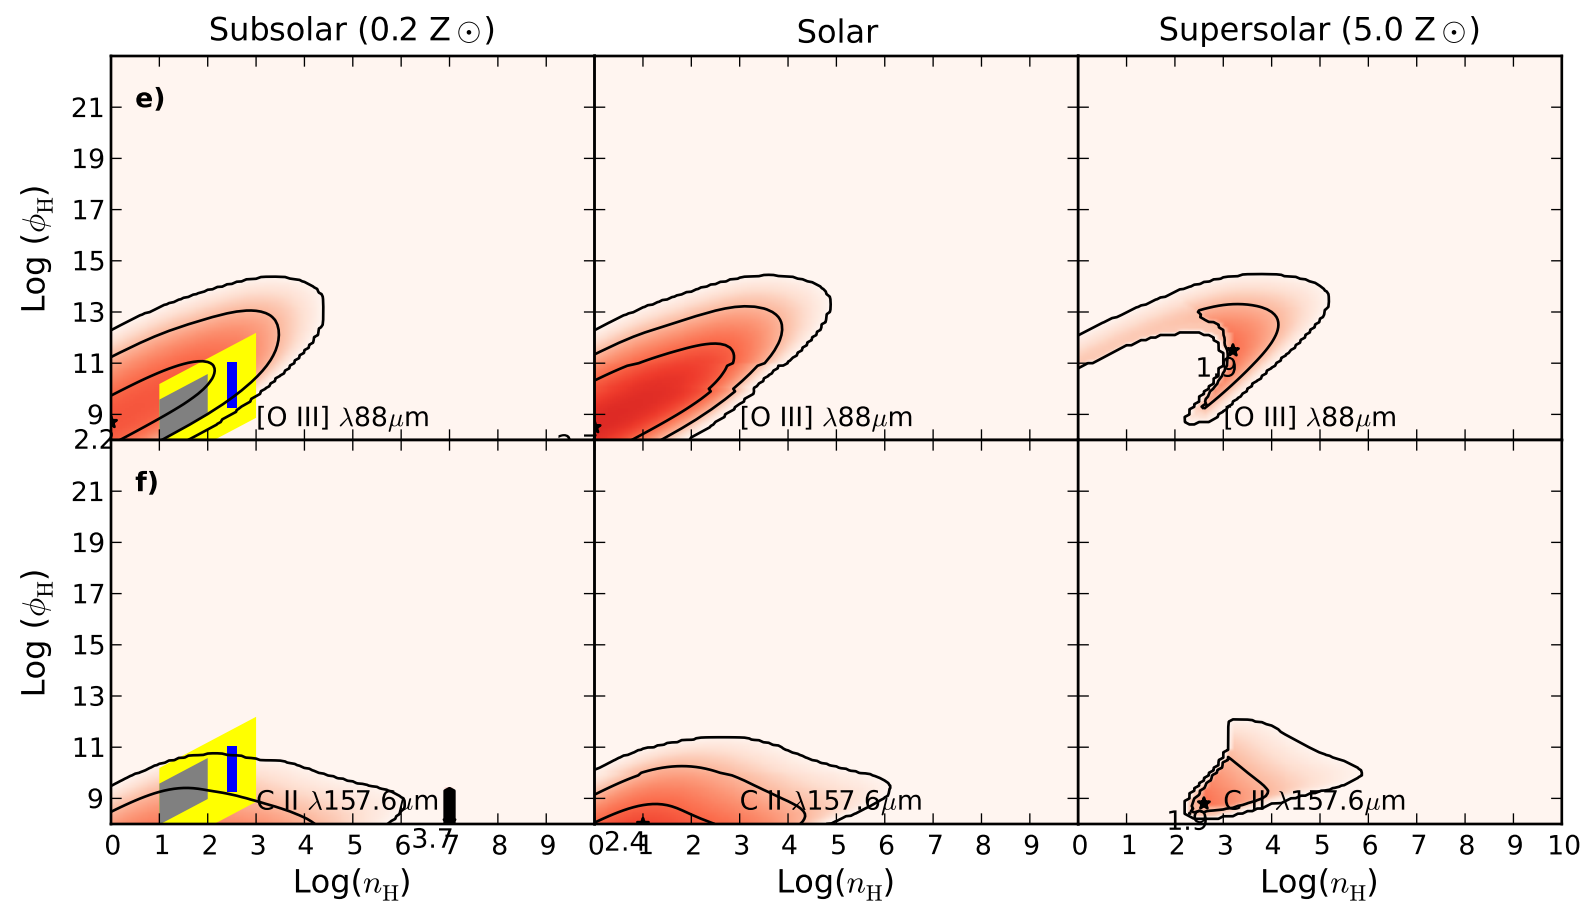 Subsolar (0.2 Z☉) Solar Supersolar (5.0 Z☉)
e)
21
19
17
15
13
11
9
Log (ϕH)
1.9
[O III] λ88μm [O III] λ88μm [O III] λ88μm
2.2
f)
21
19
17
15
13
11
9
Log (ϕH)
C II λ157.6μm C II λ157.6μm C II λ157.6μm
3.7 2.4 1.9
0 1 2 3 4 5 6 7 8 9 0 1 2 3 4 5 6 7 8 9 0 1 2 3 4 5 6 7 8 9 10
Log(nH) Log(nH) Log(nH)